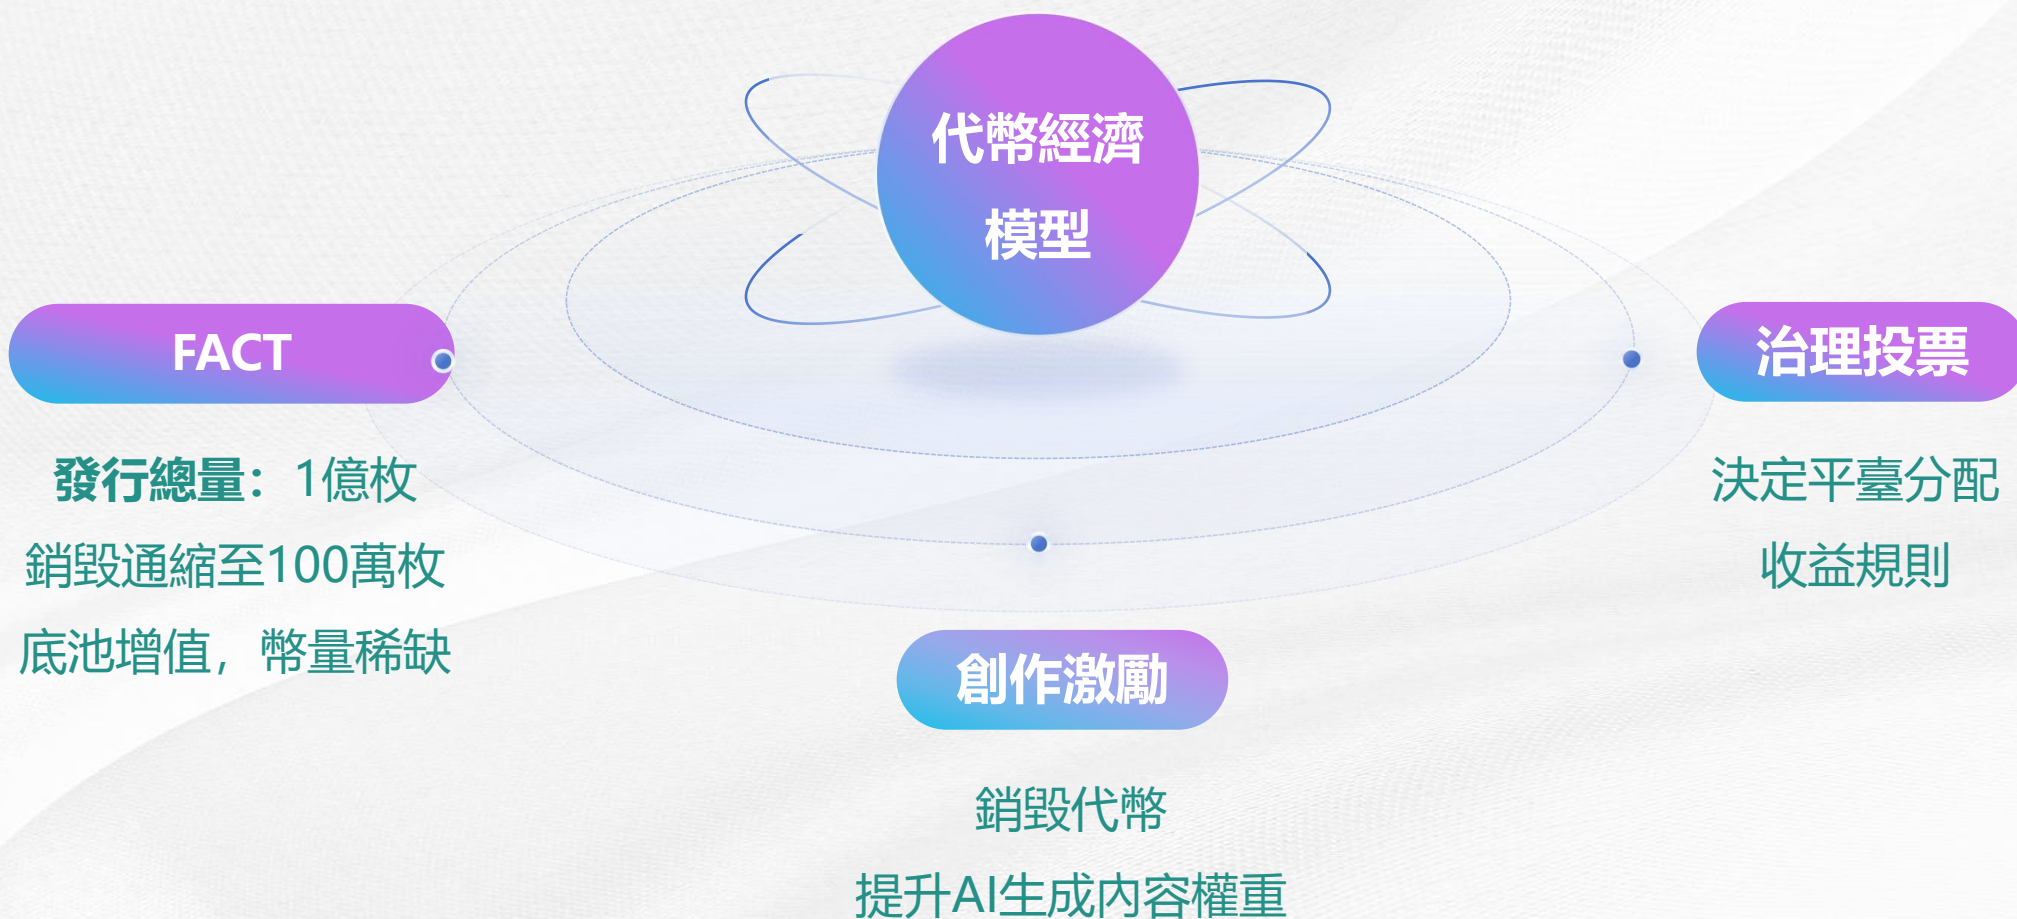 代幣經濟
模型
FACT
發行總量：1億枚
銷毀通縮至100萬枚
底池增值，幣量稀缺
創作激勵
銷毀代幣
提升AI生成內容權重
治理投票
決定平臺分配
收益規則